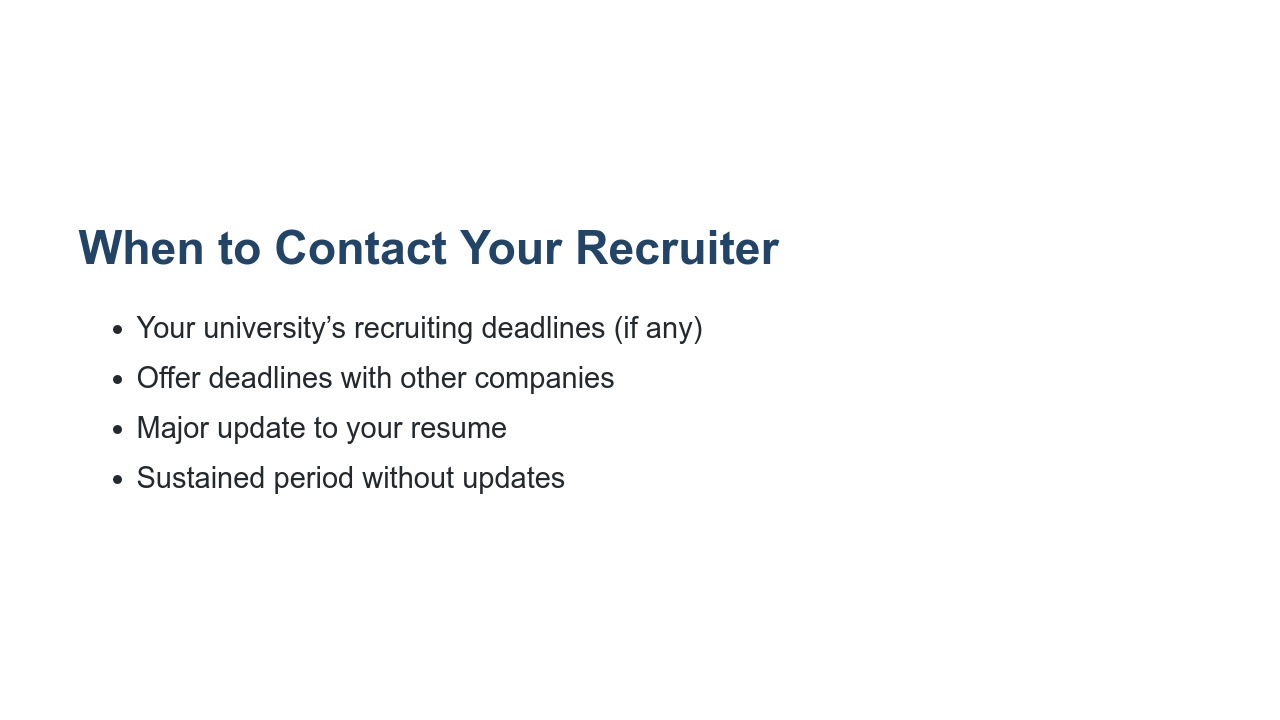 When to Contact Your Recruiter
• Your university’s recruiting deadlines (if any)
• Offer deadlines with other companies
• Major update to your resume
• Sustained period without updates